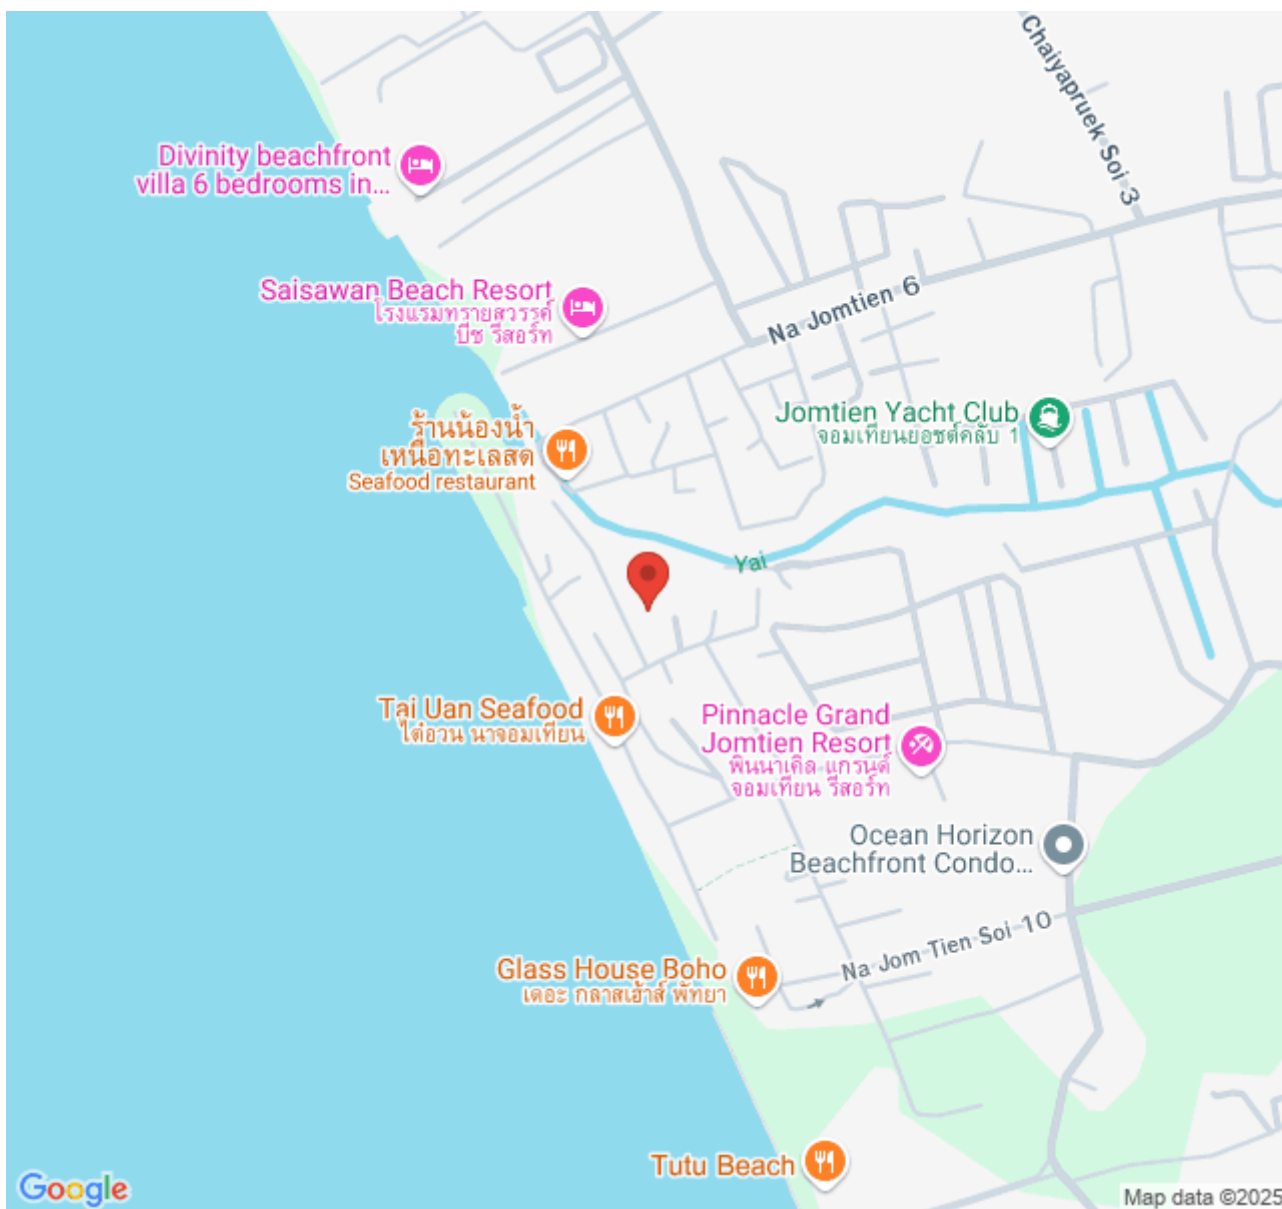 Chaiyapruek Soi 3
Divinity beachfront
villa 6 bedrooms in...
Saisawan Beach Resort
โรงแรมทรายสวรรค์
บีช รีสอร์ท
Na Jomtien 6
Jomtien Yacht Club
จอมเทียนยอชต์คลับ 1
ร้านน้องน้ำ
เหนือทะเลสด
Seafood restaurant
Yai
Tai Uan Seafood
ไต๋อวน นาจอมเทียน
Pinnacle Grand
Jomtien Resort
พินนาเคิล แกรนด์
จอมเทียน รีสอร์ท
Ocean Horizon
Beachfront Condo...
Na Jom Tien Soi 10
Glass House Boho
เดอะ กลาสเฮ้าส์ พัทยา
Tutu Beach
Google
Map data ©2025